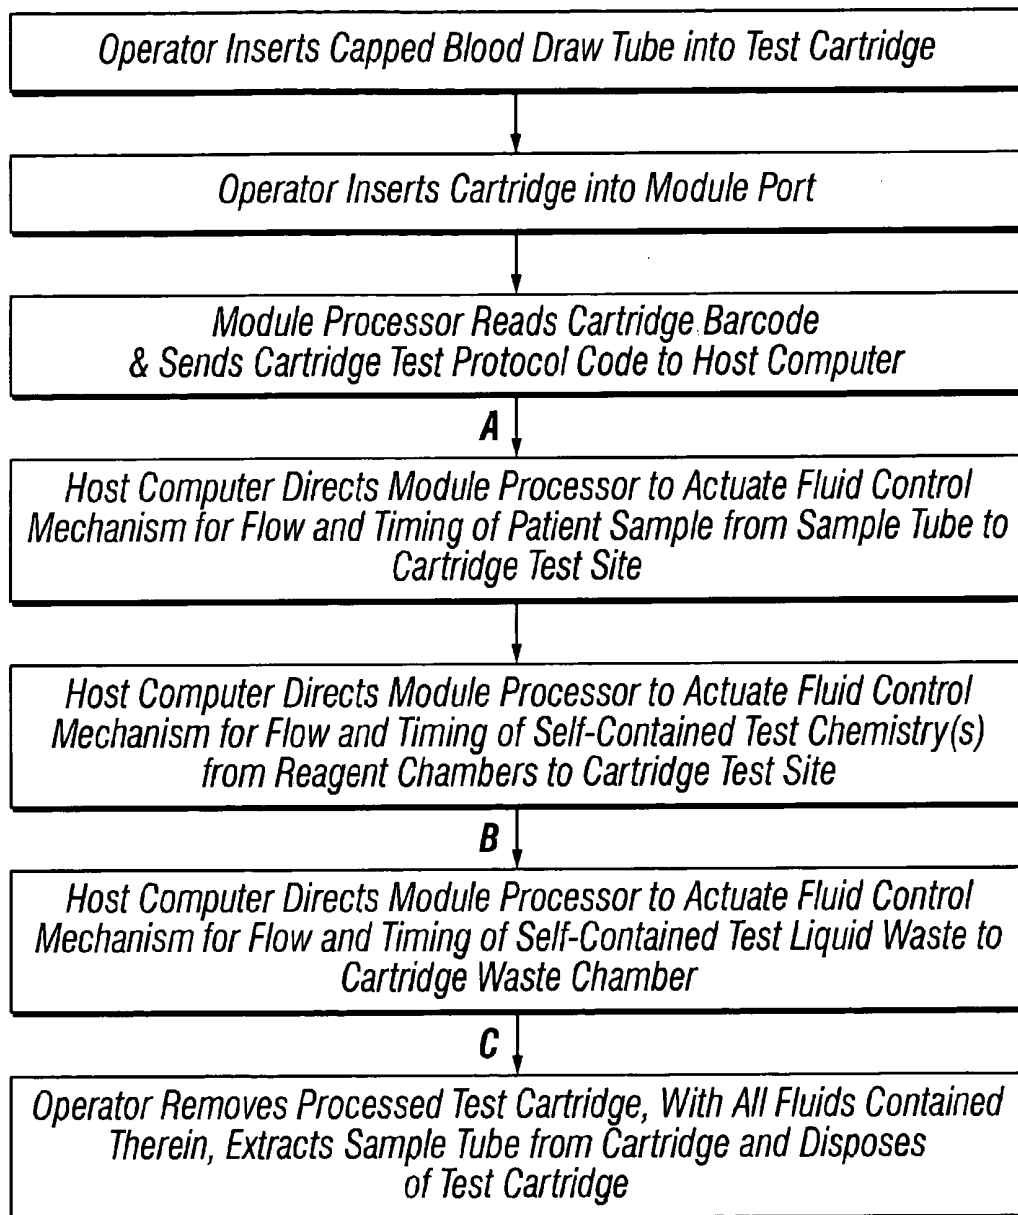 Operator Inserts Capped Blood Draw Tube into Test Cartridge
Operator Inserts Cartridge into Module Port
Module Processor Reads Cartridge Barcode
& Sends Cartridge Test Protocol Code to Host Computer
A
Host Computer Directs Module Processor to Actuate Fluid Control
Mechanism for Flow and Timing of Patient Sample from Sample Tube to
Cartridge Test Site
Host Computer Directs Module Processor to Actuate Fluid Control
Mechanism for Flow and Timing of Self-Contained Test Chemistry(s)
from Reagent Chambers to Cartridge Test Site
B
Host Computer Directs Module Processor to Actuate Fluid Control
Mechanism for Flow and Timing of Self-Contained Test Liquid Waste to
Cartridge Waste Chamber
C
Operator Removes Processed Test Cartridge, With All Fluids Contained
Therein, Extracts Sample Tube from Cartridge and Disposes
of Test Cartridge